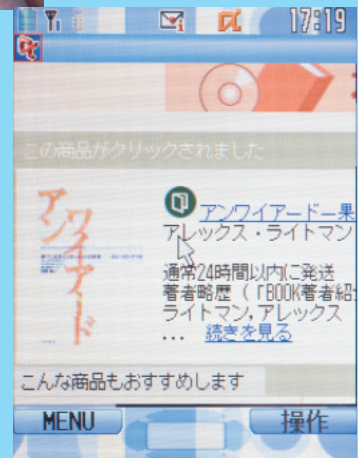 17:19
この商品がクリックされました
アンワイアード
アンワイアードー果
アレックス・ライトマン
通常24時間以内に発送
著者略歴(「BOOK著者紹
ライトマン,アレックス
... 続きを見る
こんな商品もおすすめします
MENU
操作